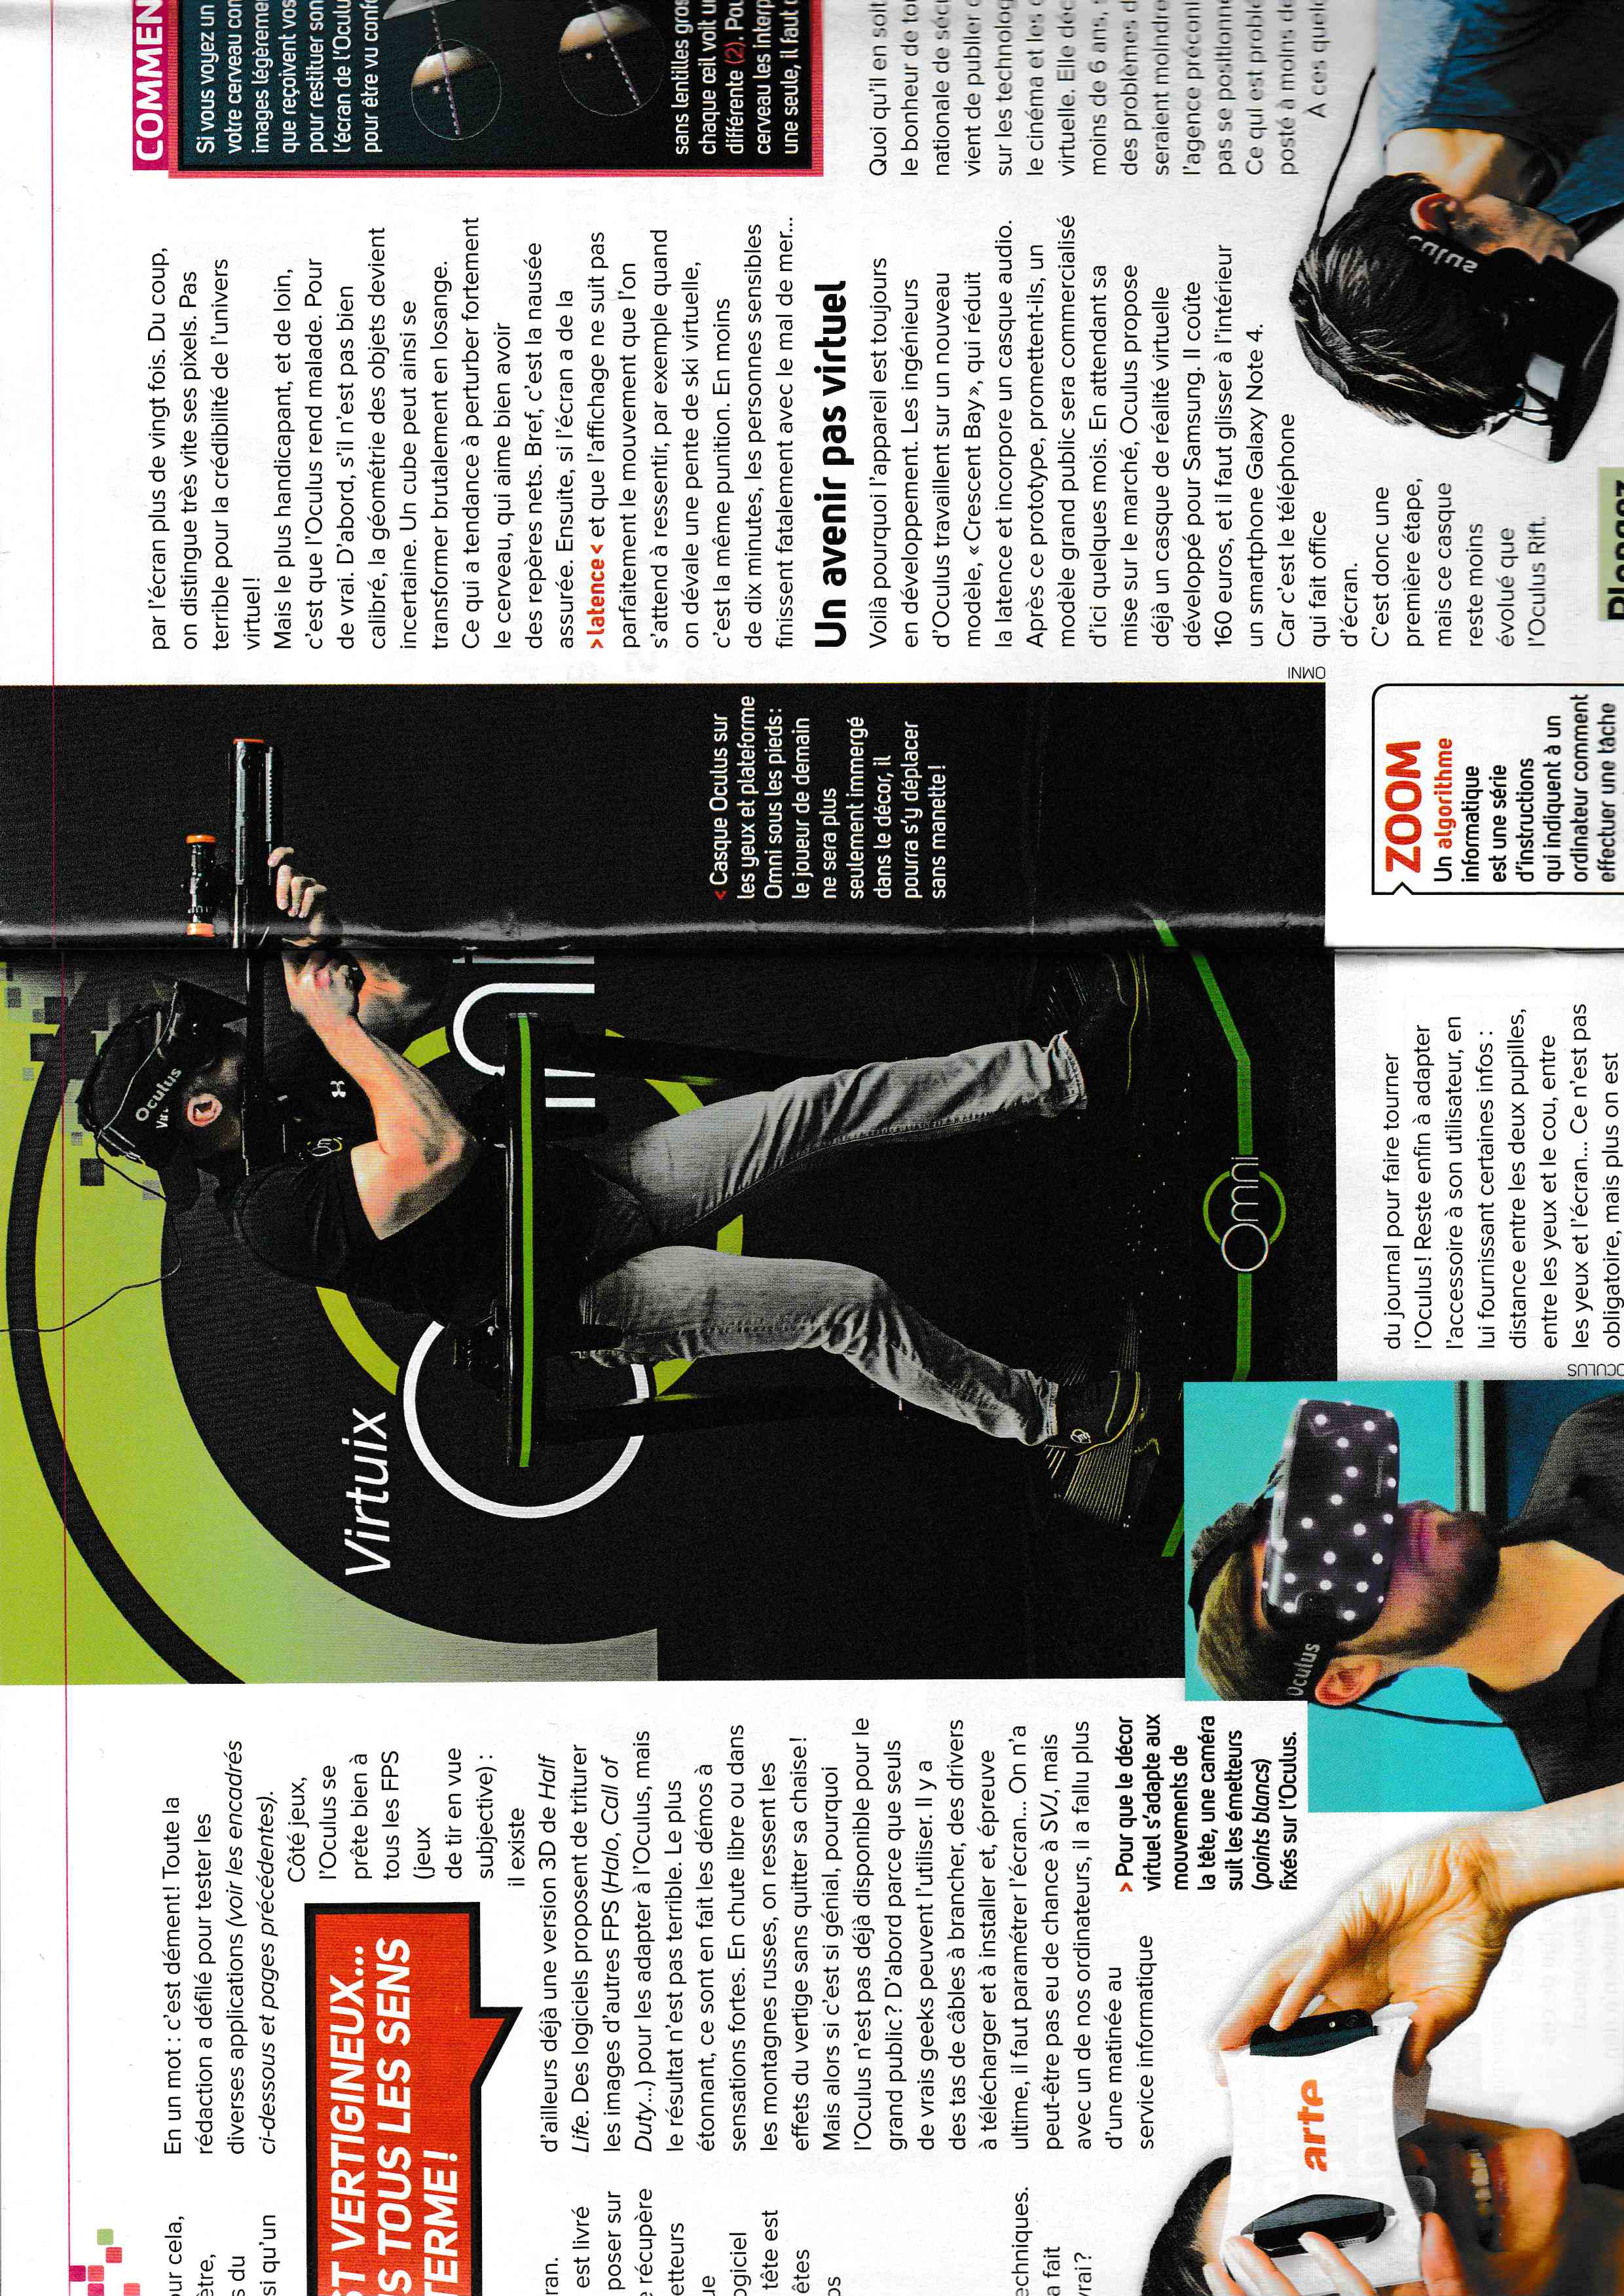 ur cela,
être,
s du
si qu'un
ST VERTIGINEUX...
S TOUS LES SENS
TERME !
ran.
est livré
poser sur
récupère
etteurs
ue
ogiciel
tête est
êtes
os
echniques.
a fait
vrai ?
En un mot : c'est dément ! Toute la
rédaction a défilé pour tester les
diverses applications (voir les encadrés
ci-dessous et pages précédentes).
Côté jeux,
l'Oculus se
prête bien à
tous les FPS
(jeux
de tir en vue
subjective) :
il existe
d'ailleurs déjà une version 3D de Half
Life. Des logiciels proposent de triturer
les images d'autres FPS (Halo, Call of
Duty...) pour les adapter à l'Oculus, mais
le résultat n'est pas terrible. Le plus
étonnant, ce sont en fait les démos à
sensations fortes. En chute libre ou dans
les montagnes russes, on ressent les
effets du vertige sans quitter sa chaise !
Mais alors si c'est si génial, pourquoi
l'Oculus n'est pas déjà disponible pour le
grand public ? D'abord parce que seuls
de vrais geeks peuvent l'utiliser. Il y a
des tas de câbles à brancher, des drivers
à télécharger et à installer et, épreuve
ultime, il faut paramétrer l'écran... On n'a
peut-être pas eu de chance à SVJ, mais
avec un de nos ordinateurs, il a fallu plus
d'une matinée au
service informatique
> Pour que le décor
virtuel s'adapte aux
mouvements de
la tête, une caméra
suit les émetteurs
(points blancs)
fixés sur l'Oculus.
arte
Oculus
OCULUS
Virtuix
Omni
Oculus
Omni
du journal pour faire tourner
l'Oculus ! Reste enfin à adapter
l'accessoire à son utilisateur, en
lui fournissant certaines infos :
distance entre les deux pupilles,
entre les yeux et le cou, entre
les yeux et l'écran... Ce n'est pas
obligatoire, mais plus on est
< Casque Oculus sur
les yeux et plateforme
Omni sous les pieds :
le joueur de demain
ne sera plus
seulement immergé
dans le décor, il
pourra s'y déplacer
sans manette !
OMNI
ZOOM
Un algorithme
informatique
est une série
d'instructions
qui indiquent à un
ordinateur comment
effectuer une tâche
par l'écran plus de vingt fois. Du coup,
on distingue très vite ses pixels. Pas
terrible pour la crédibilité de l'univers
virtuel !
Mais le plus handicapant, et de loin,
c'est que l'Oculus rend malade. Pour
de vrai. D'abord, s'il n'est pas bien
calibré, la géométrie des objets devient
incertaine. Un cube peut ainsi se
transformer brutalement en losange.
Ce qui a tendance à perturber fortement
le cerveau, qui aime bien avoir
des repères nets. Bref, c'est la nausée
assurée. Ensuite, si l'écran a de la
> latence < et que l'affichage ne suit pas
parfaitement le mouvement que l'on
s'attend à ressentir, par exemple quand
on dévale une pente de ski virtuelle,
c'est la même punition. En moins
de dix minutes, les personnes sensibles
finissent fatalement avec le mal de mer...
Un avenir pas virtuel
Voilà pourquoi l'appareil est toujours
en développement. Les ingénieurs
d'Oculus travaillent sur un nouveau
modèle, « Crescent Bay », qui réduit
la latence et incorpore un casque audio.
Après ce prototype, promettent-ils, un
modèle grand public sera commercialisé
d'ici quelques mois. En attendant sa
mise sur le marché, Oculus propose
déjà un casque de réalité virtuelle
développé pour Samsung. Il coûte
160 euros, et il faut glisser à l'intérieur
un smartphone Galaxy Note 4.
Car c'est le téléphone
qui fait office
d'écran.
C'est donc une
première étape,
mais ce casque
reste moins
évolué que
l'Oculus Rift.
COMMEN
Si vous voyez un
votre cerveau con
images légèrem
que reçoivent vos
pour restituer son
l'écran de l'Ocul
pour être vu conf
sans lentilles gros
chaque œil voit u
différente (2). Pou
cerveau les interp
une seule, il faut
Quoi qu'il en soit
le bonheur de to
nationale de sécu
vient de publier
sur les technolog
le cinéma et les
virtuelle. Elle déc
moins de 6 ans,
des problèmes d
seraient moindre
l'agence préconi
pas se positionne
Ce qui est problé
posté à moins de
A ces quelq